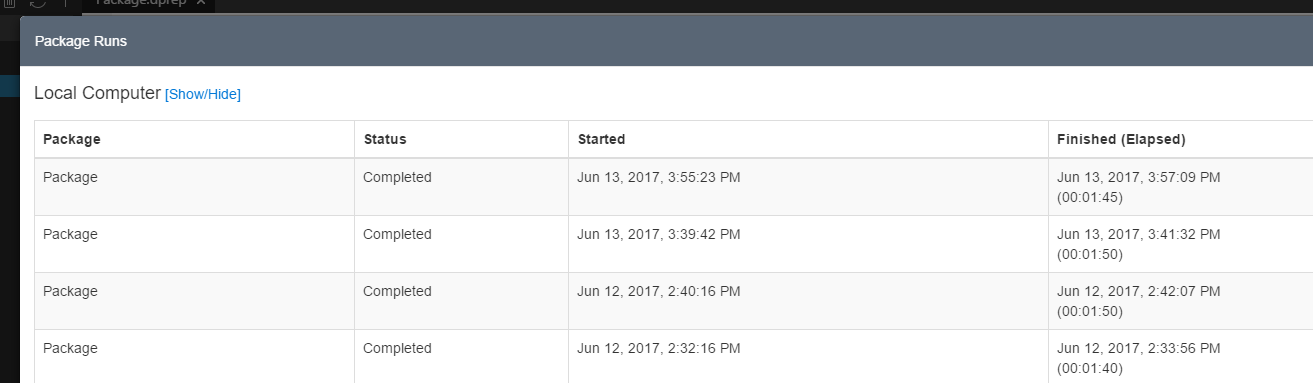 Package.dprep ×
Package Runs
Local Computer [Show/Hide]
Package Status Started Finished (Elapsed)
Package Completed Jun 13, 2017, 3:55:23 PM Jun 13, 2017, 3:57:09 PM
(00:01:45)
Package Completed Jun 13, 2017, 3:39:42 PM Jun 13, 2017, 3:41:32 PM
(00:01:50)
Package Completed Jun 12, 2017, 2:40:16 PM Jun 12, 2017, 2:42:07 PM
(00:01:50)
Package Completed Jun 12, 2017, 2:32:16 PM Jun 12, 2017, 2:33:56 PM
(00:01:40)